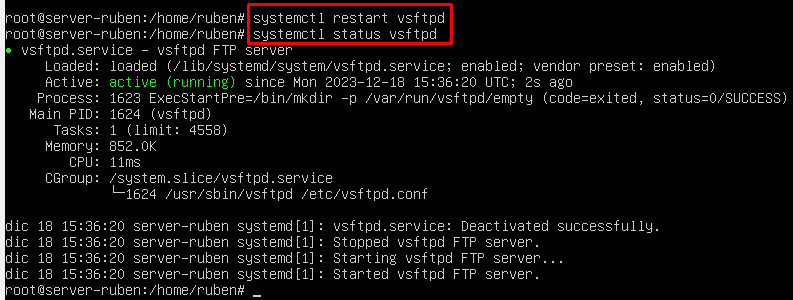 root@server-ruben:/home/ruben# systemctl restart vsftpd
root@server-ruben:/home/ruben# systemctl status vsftpd
● vsftpd.service - vsftpd FTP server
Loaded: loaded (/lib/systemd/system/vsftpd.service; enabled; vendor preset: enabled)
Active: active (running) since Mon 2023-12-18 15:36:20 UTC; 2s ago
Process: 1623 ExecStartPre=/bin/mkdir -p /var/run/vsftpd/empty (code=exited, status=0/SUCCESS)
Main PID: 1624 (vsftpd)
Tasks: 1 (limit: 4558)
Memory: 852.0K
CPU: 11ms
CGroup: /system.slice/vsftpd.service
└─1624 /usr/sbin/vsftpd /etc/vsftpd.conf
dic 18 15:36:20 server-ruben systemd[1]: vsftpd.service: Deactivated successfully.
dic 18 15:36:20 server-ruben systemd[1]: Stopped vsftpd FTP server.
dic 18 15:36:20 server-ruben systemd[1]: Starting vsftpd FTP server...
dic 18 15:36:20 server-ruben systemd[1]: Started vsftpd FTP server.
root@server-ruben:/home/ruben# _